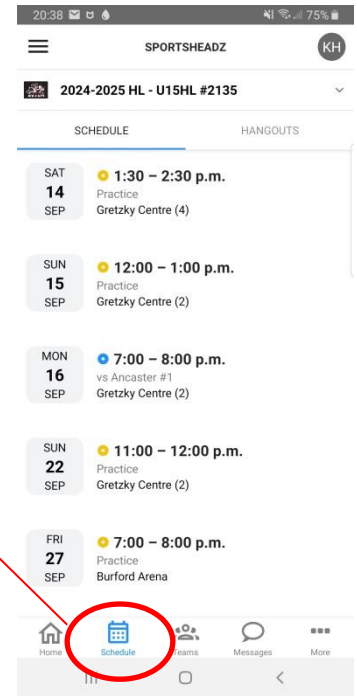 20:38 75%
SPORTSHEADZ KH
2024-2025 HL - U15HL #2135
SCHEDULE HANGOUTS
SAT
14
SEP
1:30 – 2:30 p.m.
Practice
Gretzky Centre (4)
SUN
15
SEP
12:00 – 1:00 p.m.
Practice
Gretzky Centre (2)
MON
16
SEP
7:00 – 8:00 p.m.
vs Ancaster #1
Gretzky Centre (2)
SUN
22
SEP
11:00 – 12:00 p.m.
Practice
Gretzky Centre (2)
FRI
27
SEP
7:00 – 8:00 p.m.
Practice
Burford Arena
Home Schedule Teams Messages More